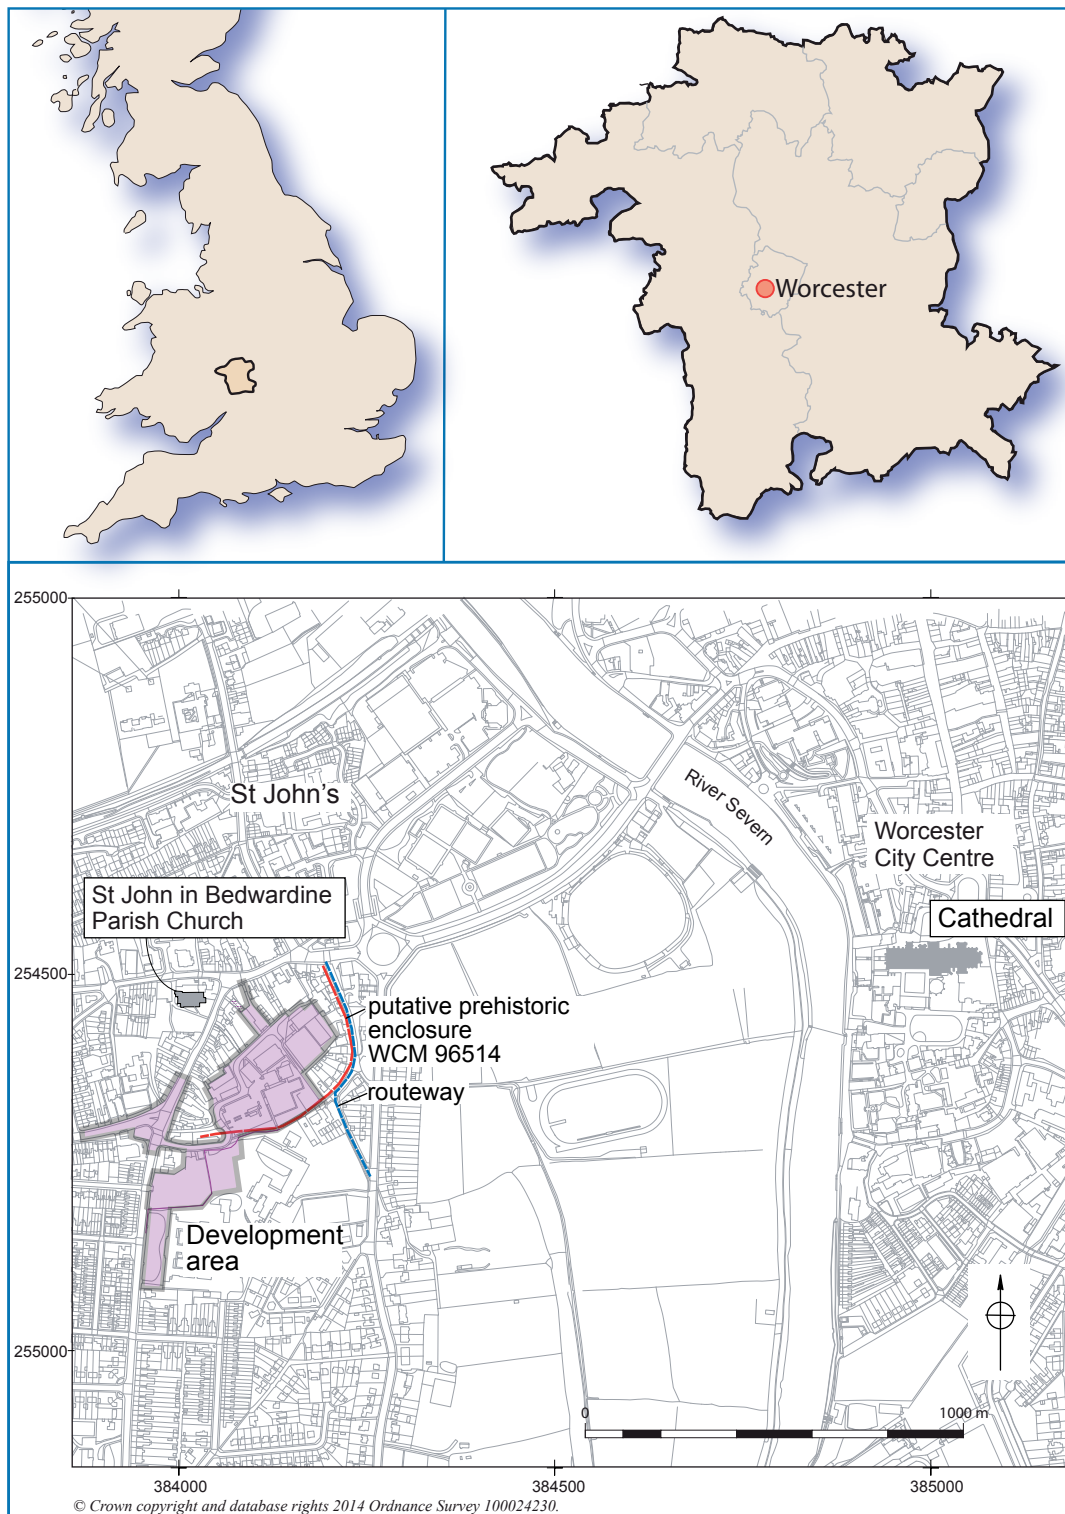 Worcester
255000
St John's
River Severn
Worcester
City Centre
St John in Bedwardine
Parish Church
Cathedral
254500
putative prehistoric
enclosure
WCM 96514
routeway
Development
area
255000
0
1000 m
384000
384500
385000
© Crown copyright and database rights 2014 Ordnance Survey 100024230.